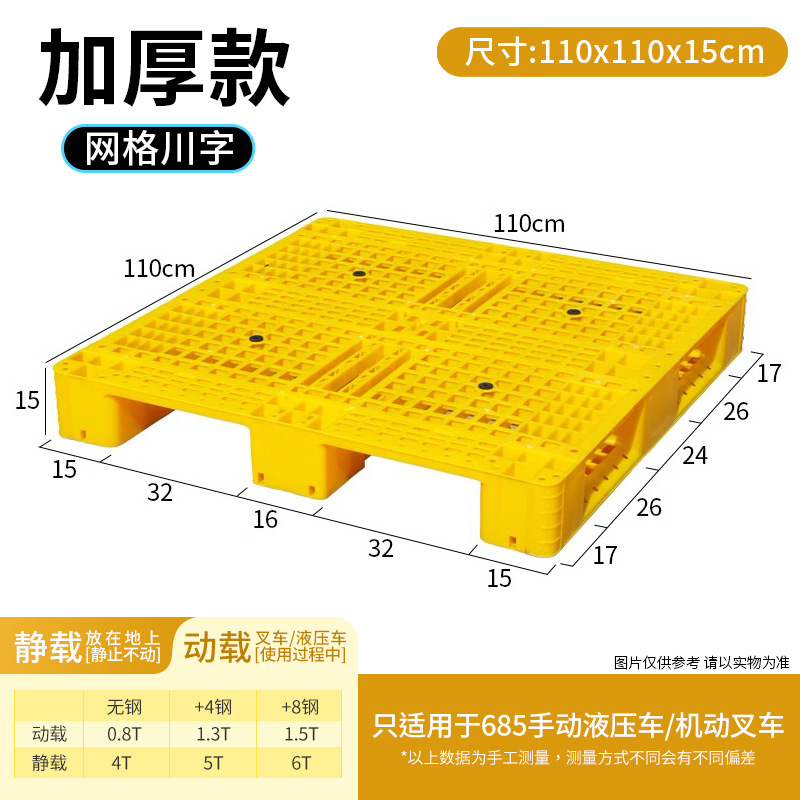 加厚款
尺寸:110x110x15cm
网格川字
110cm
110cm
15
17
26
24
26
17
15
32
16
32
15
静载 放在地上 [静止不动]
动载 叉车/液压车 [使用过程中]
图片仅供参考 请以实物为准
无钢 +4钢 +8钢
动载 0.8T 1.3T 1.5T
静载 4T 5T 6T
只适用于685手动液压车/机动叉车
*以上数据为手工测量，测量方式不同会有不同偏差